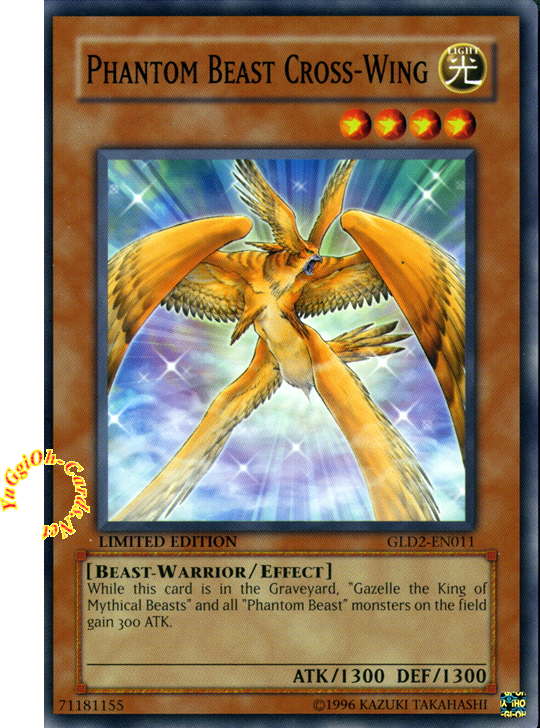 PHANTOM BEAST CROSS-WING
LIGHT
光
YuGgiOh-Cards.Net
LIMITED EDITION GLD2-EN011
[BEAST-WARRIOR/EFFECT]
While this card is in the Graveyard, "Gazelle the King of
Mythical Beasts" and all "Phantom Beast" monsters on the field
gain 300 ATK.
ATK/1300 DEF/1300
71181155 ©1996 KAZUKI TAKAHASHI